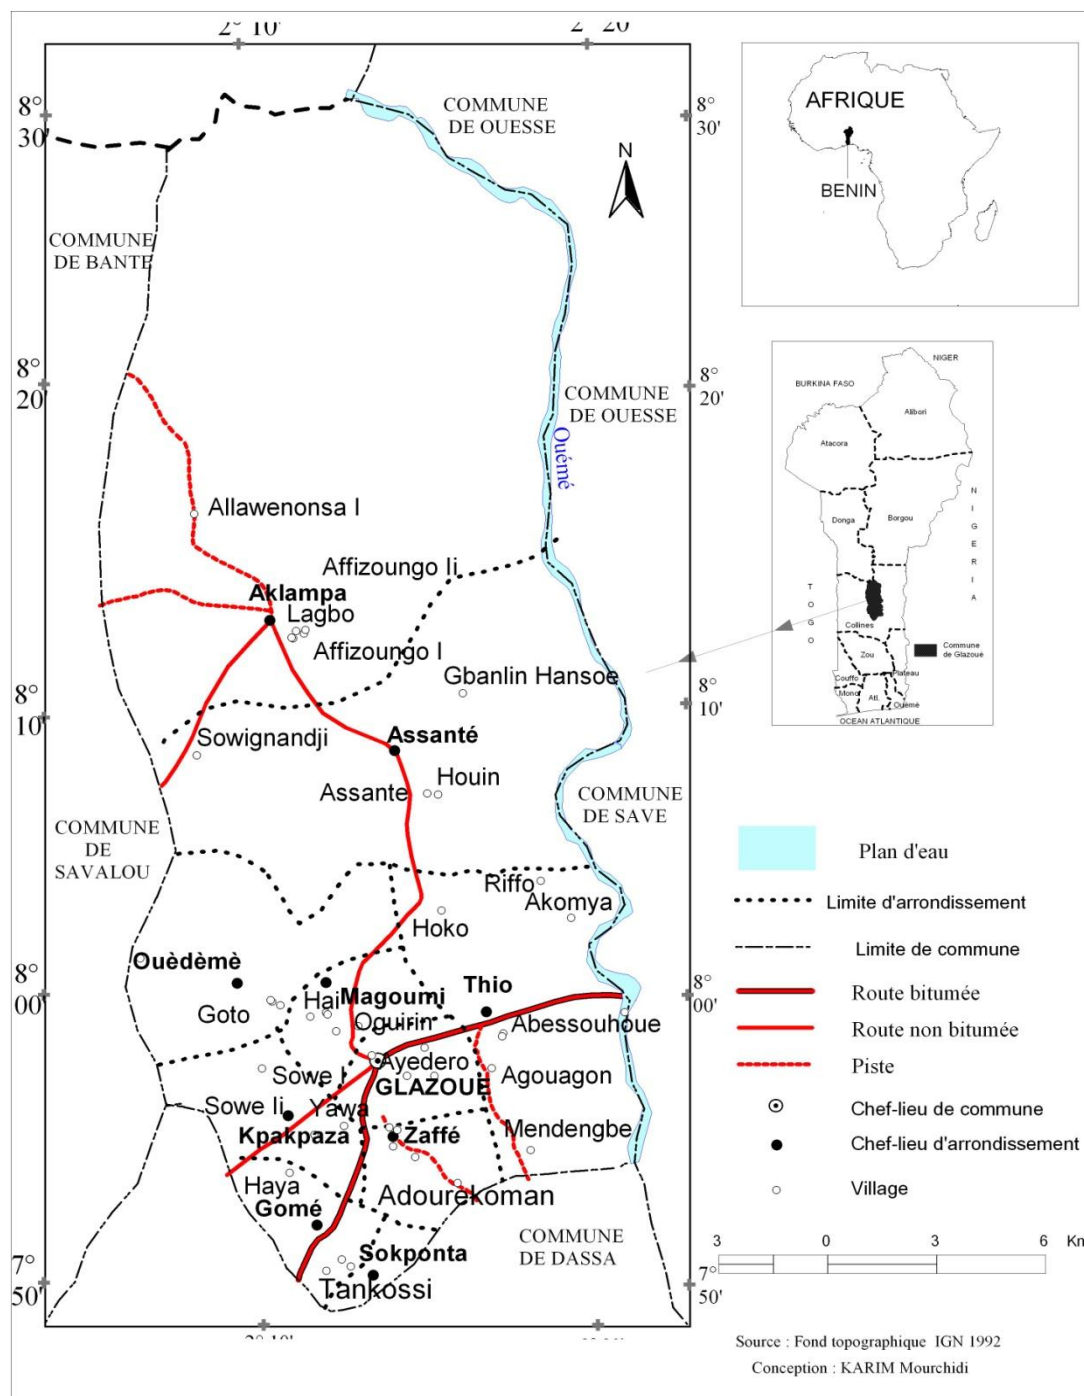 2° 10'
2° 20'
8°
30'
8°
30'
COMMUNE
DE OUESSE
N
COMMUNE
DE BANTE
8°
20'
8°
20'
COMMUNE
DE OUESSE
Ouémé
Allawenonsa I
Affizoungo Ii
Aklampa
Lagbo
Affizoungo I
Gbanlin Hansoe
8°
10'
8°
10'
Sowignandji
Assanté
Assante
Houin
COMMUNE
DE SAVE
COMMUNE
DE
SAVALOU
Riffo
Akomya
Hoko
Ouèdèmè
8°
00'
8°
00'
Goto
Hai
Magoumi
Thio
Oguirin
Abessouhoue
Sowe I
Ayedero
GLAZOUE
Agouagon
Sowe Ii
Yawa
Kpakpaza
Zaffé
Mendengbe
Haya
Adourekoman
Gomé
COMMUNE
DE DASSA
Sokponta
Tankossi
7°
50'
7°
50'
2° 10'
AFRIQUE
BENIN
NIGER
BURKINA FASO
Alibori
Atacora
Donga
Borgou
NIGERIA
TOGO
Collines
Zou
Commune
de Glazoué
Couffo
Plateau
Mono
Atl.
Ouémé
OCEAN ATLANTIQUE
Plan d'eau
Limite d'arrondissement
Limite de commune
Route bitumée
Route non bitumée
Piste
Chef-lieu de commune
Chef-lieu d'arrondissement
Village
3 0 3 6 Km
Source : Fond topographique IGN 1992
Conception : KARIM Mourchidi